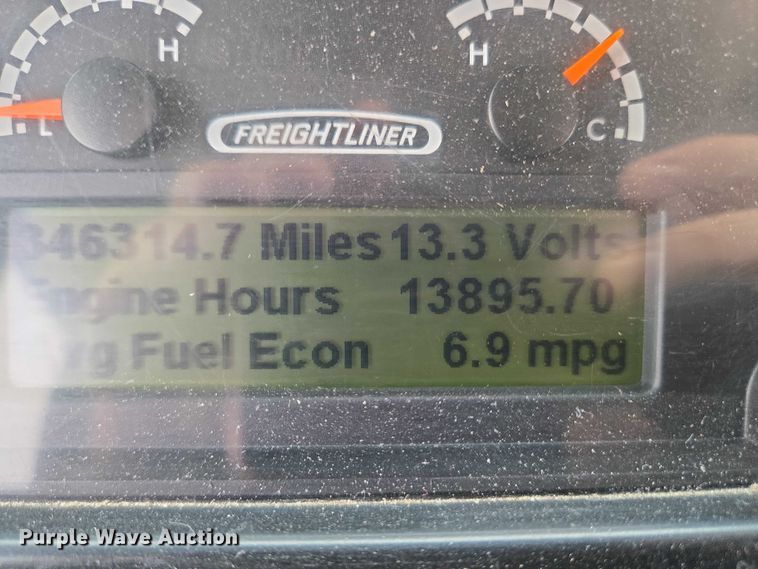 H
H
L
C
FREIGHTLINER
346314.7 Miles 13.3 Volts
Engine Hours 13895.70
Avg Fuel Econ 6.9 mpg
Purple Wave Auction